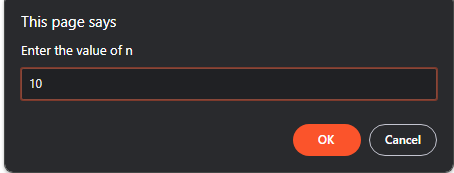 This page says
Enter the value of n
10
OK
Cancel